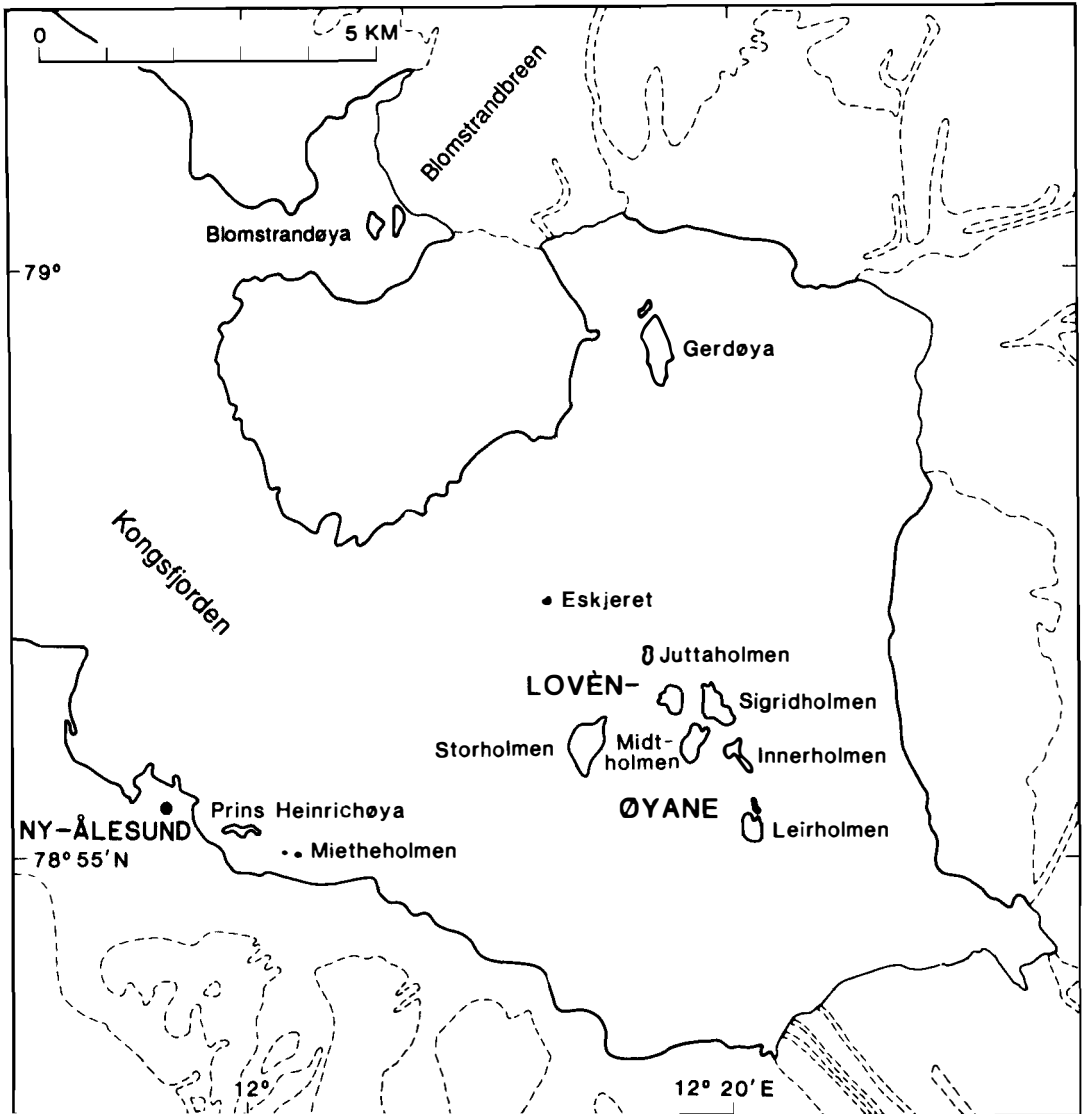 0 5 KM
Blomstrandbreen
Blomstrandøya
79°
Gerdøya
Kongsfjorden
Eskjeret
Juttaholmen
LOVÈN-
Sigridholmen
Storholmen
Midt-
holmen
Innerholmen
Prins Heinrichøya
ØYANE
NY-ÅLESUND
Leirholmen
Mietheholmen
78° 55'N
12°
12° 20'E